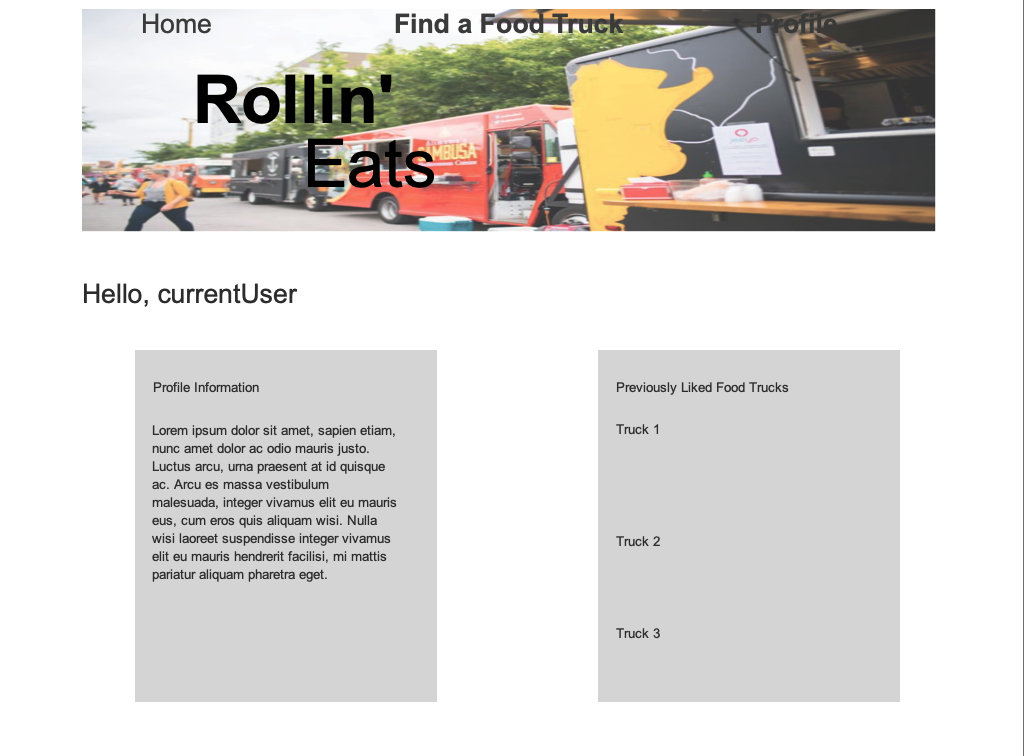 Home Find a Food Truck Profile
Rollin'
Eats
Hello, currentUser
Profile Information
Lorem ipsum dolor sit amet, sapien etiam,
nunc amet dolor ac odio mauris justo.
Luctus arcu, urna praesent at id quisque
ac. Arcu es massa vestibulum
malesuada, integer vivamus elit eu mauris
eus, cum eros quis aliquam wisi. Nulla
wisi laoreet suspendisse integer vivamus
elit eu mauris hendrerit facilisi, mi mattis
pariatur aliquam pharetra eget.
Previously Liked Food Trucks
Truck 1
Truck 2
Truck 3